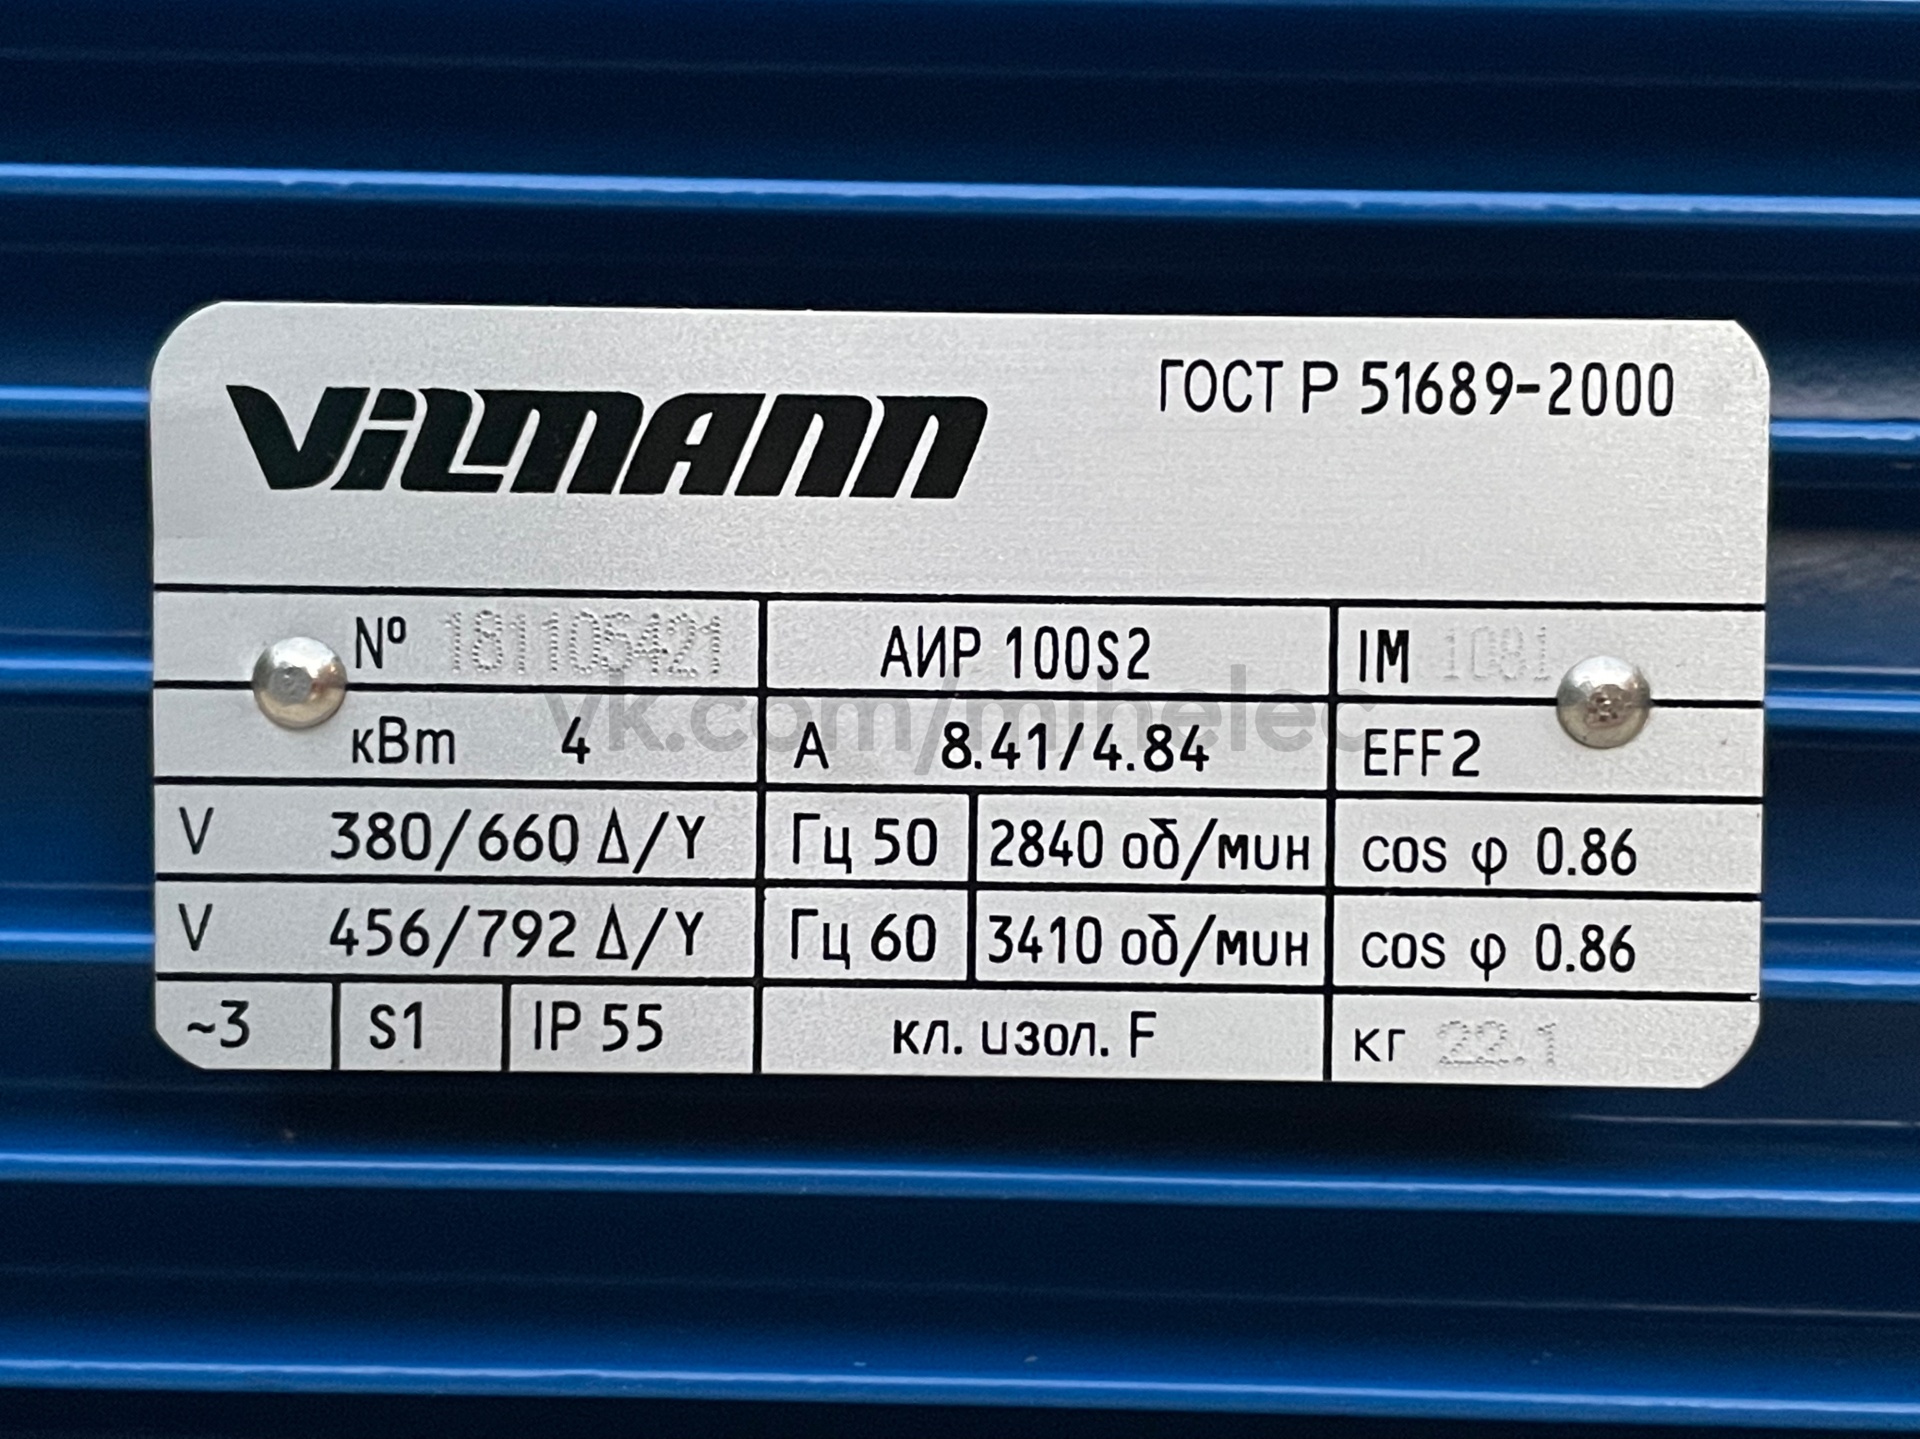 VILMANN
ГОСТ Р 51689-2000
№ 181105421
АИР 100S2
IM 1081
кВт 4
А 8.41/4.84
EFF2
V 380/660 Δ/Y
Гц 50
2840 об/мин
cos φ 0.86
V 456/792 Δ/Y
Гц 60
3410 об/мин
cos φ 0.86
~3
S1
IP 55
кл. изол. F
кг 22.1
vk.com/mihelec